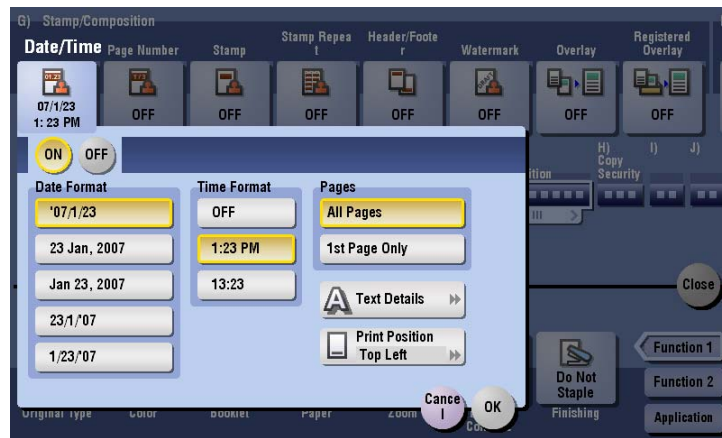 G) Stamp/Composition
Date/Time
Page Number
Stamp
Stamp Repea
t
Header/Foote
r
Watermark
Overlay
Registered
Overlay
07/1/23
1: 23 PM
OFF
OFF
OFF
OFF
OFF
OFF
OFF
ON
OFF
H)
Copy
Security
I)
J)
ition
Date Format
'07/1/23
23 Jan, 2007
Jan 23, 2007
23/1/'07
1/23/'07
Time Format
OFF
1:23 PM
13:23
Pages
All Pages
1st Page Only
Text Details
Print Position
Top Left
Close
Do Not
Staple
Function 1
Function 2
Application
Cance
l
OK
Original Type
Color
Booklet
Paper
Zoom
Finishing